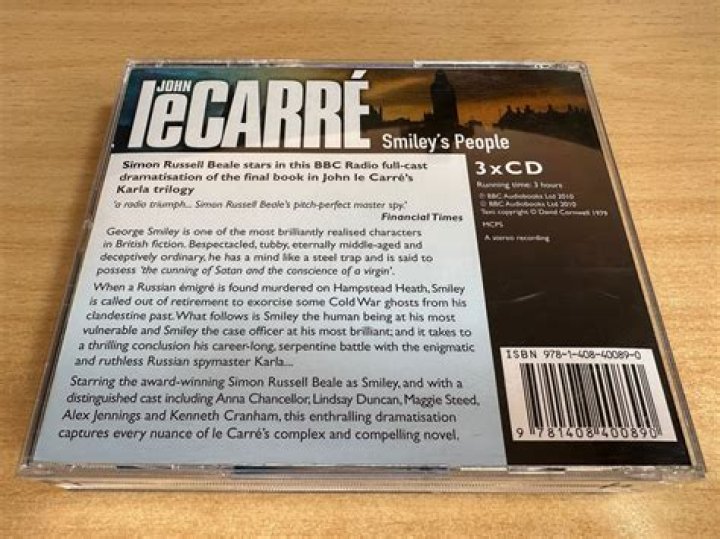 JOHN
leCARRÉ
Smiley's People
Simon Russell Beale stars in this BBC Radio full-cast
dramatisation of the final book in John le Carré's
Karla trilogy
'a radio triumph... Simon Russell Beale's pitch-perfect master spy.'
Financial Times
George Smiley is one of the most brilliantly realised characters
in British fiction. Bespectacled, tubby, eternally middle-aged and
deceptively ordinary, he has a mind like a steel trap and is said to
possess 'the cunning of Satan and the conscience of a virgin'.
When a Russian émigré is found murdered on Hampstead Heath, Smiley
is called out of retirement to exorcise some Cold War ghosts from his
clandestine past. What follows is Smiley the human being at his most
vulnerable and Smiley the case officer at his most brilliant; and it takes to
a thrilling conclusion his career-long, serpentine battle with the enigmatic
and ruthless Russian spymaster Karla...
Starring the award-winning Simon Russell Beale as Smiley, and with a
distinguished cast including Anna Chancellor, Lindsay Duncan, Maggie Steed,
Alex Jennings and Kenneth Cranham, this enthralling dramatisation
captures every nuance of le Carré's complex and compelling novel.
3xCD
Running time: 3 hours
℗ BBC Audiobooks Ltd 2010
© BBC Audiobooks Ltd 2010
Text copyright © David Cornwell 1979
MCPS
A stereo recording
ISBN 978-1-408-40089-0
9 781408 400890